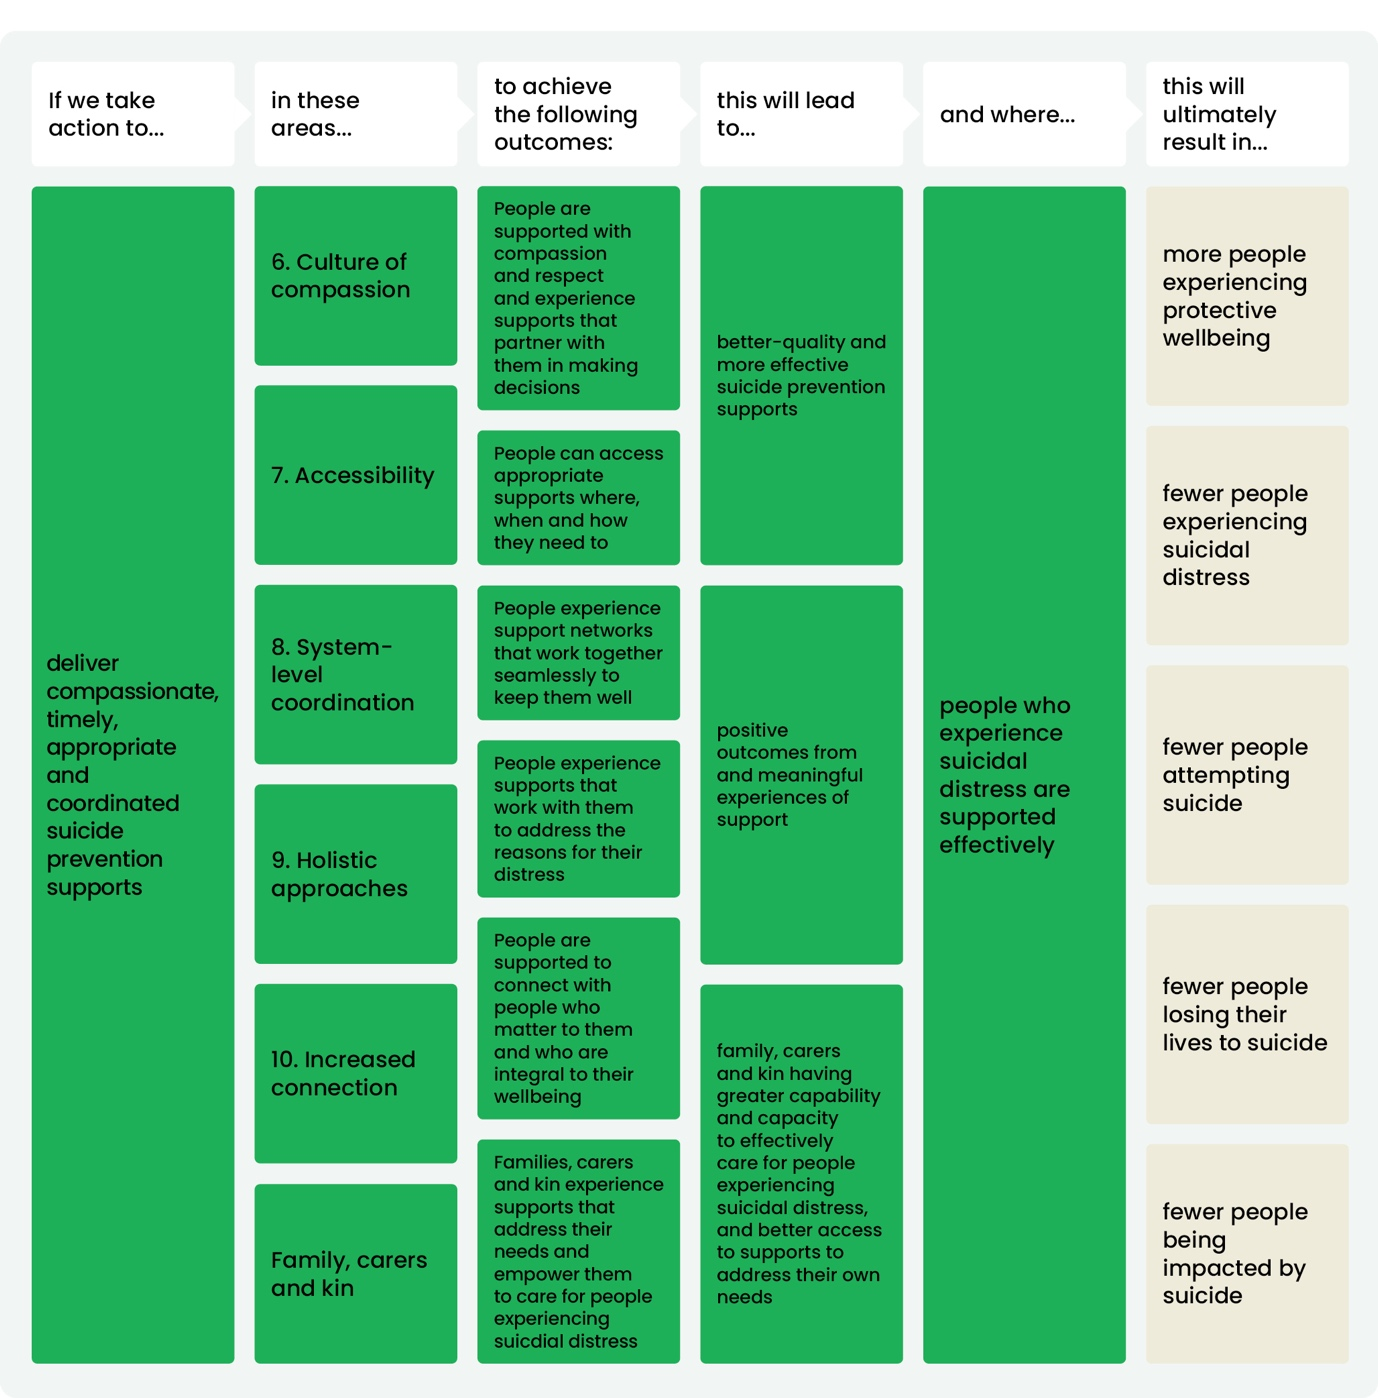 If we take
action to...
in these
areas...
to achieve
the following
outcomes:
this will lead
to...
and where...
this will
ultimately
result in...
deliver
compassionate,
timely,
appropriate
and
coordinated
suicide
prevention
supports
6. Culture of
compassion
7. Accessibility
8. System-
level
coordination
9. Holistic
approaches
10. Increased
connection
Family, carers
and kin
People are
supported with
compassion
and respect
and experience
supports that
partner with
them in making
decisions
People can access
appropriate
supports where,
when and how
they need to
People experience
support networks
that work together
seamlessly to
keep them well
People experience
supports that
work with them
to address the
reasons for their
distress
People are
supported to
connect with
people who
matter to them
and who are
integral to their
wellbeing
Families, carers
and kin experience
supports that
address their
needs and
empower them
to care for people
experiencing
suicdial distress
better-quality and
more effective
suicide prevention
supports
positive
outcomes from
and meaningful
experiences of
support
family, carers
and kin having
greater capability
and capacity
to effectively
care for people
experiencing
suicidal distress,
and better access
to supports to
address their own
needs
people who
experience
suicidal
distress are
supported
effectively
more people
experiencing
protective
wellbeing
fewer people
experiencing
suicidal
distress
fewer people
attempting
suicide
fewer people
losing their
lives to suicide
fewer people
being
impacted by
suicide